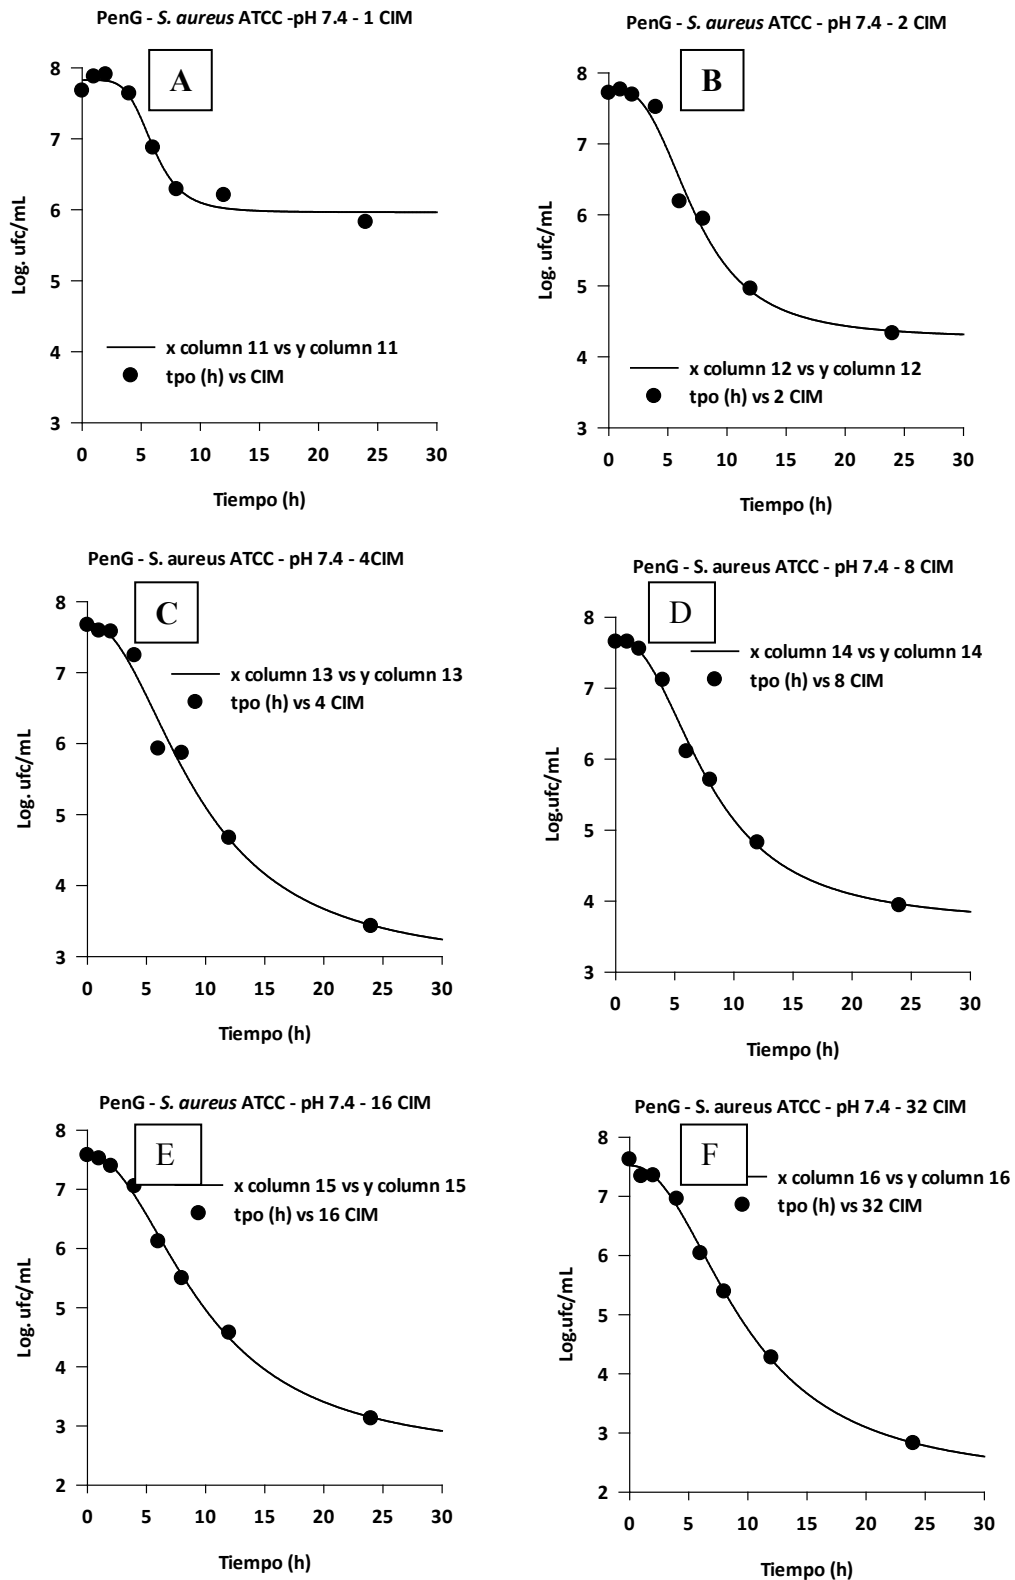 PenG - S. aureus ATCC -pH 7.4 - 1 CIM
A
8
7
6
5
4
3
Log. ufc/mL
x column 11 vs y column 11
tpo (h) vs CIM
0 5 10 15 20 25 30
Tiempo (h)
PenG - S. aureus ATCC - pH 7.4 - 2 CIM
B
8
7
6
5
4
3
Log. ufc/mL
x column 12 vs y column 12
tpo (h) vs 2 CIM
0 5 10 15 20 25 30
Tiempo (h)
PenG - S. aureus ATCC - pH 7.4 - 4CIM
C
8
7
6
5
4
3
Log. ufc/mL
x column 13 vs y column 13
tpo (h) vs 4 CIM
0 5 10 15 20 25 30
Tiempo (h)
PenG - S. aureus ATCC - pH 7.4 - 8 CIM
D
8
7
6
5
4
3
Log.ufc/mL
x column 14 vs y column 14
tpo (h) vs 8 CIM
0 5 10 15 20 25 30
Tiempo (h)
PenG - S. aureus ATCC - pH 7.4 - 16 CIM
E
8
7
6
5
4
3
2
Log. ufc/mL
x column 15 vs y column 15
tpo (h) vs 16 CIM
0 5 10 15 20 25 30
Tiempo (h)
PenG - S. aureus ATCC - pH 7.4 - 32 CIM
F
8
7
6
5
4
3
2
Log.ufc/mL
x column 16 vs y column 16
tpo (h) vs 32 CIM
0 5 10 15 20 25 30
Tiempo (h)